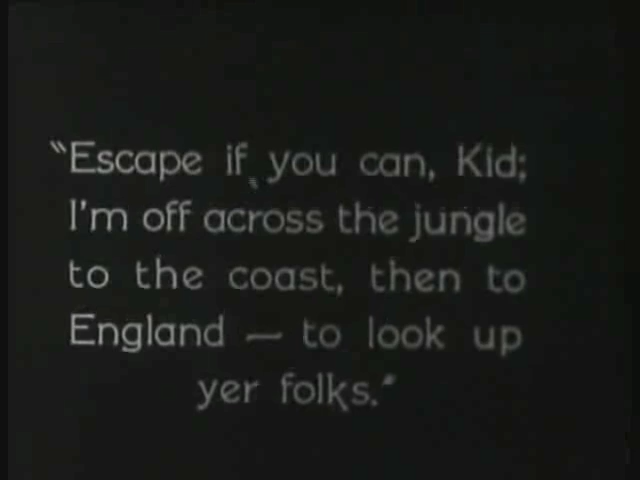 "Escape if you can, Kid;
I'm off across the jungle
to the coast, then to
England — to look up
yer folks."